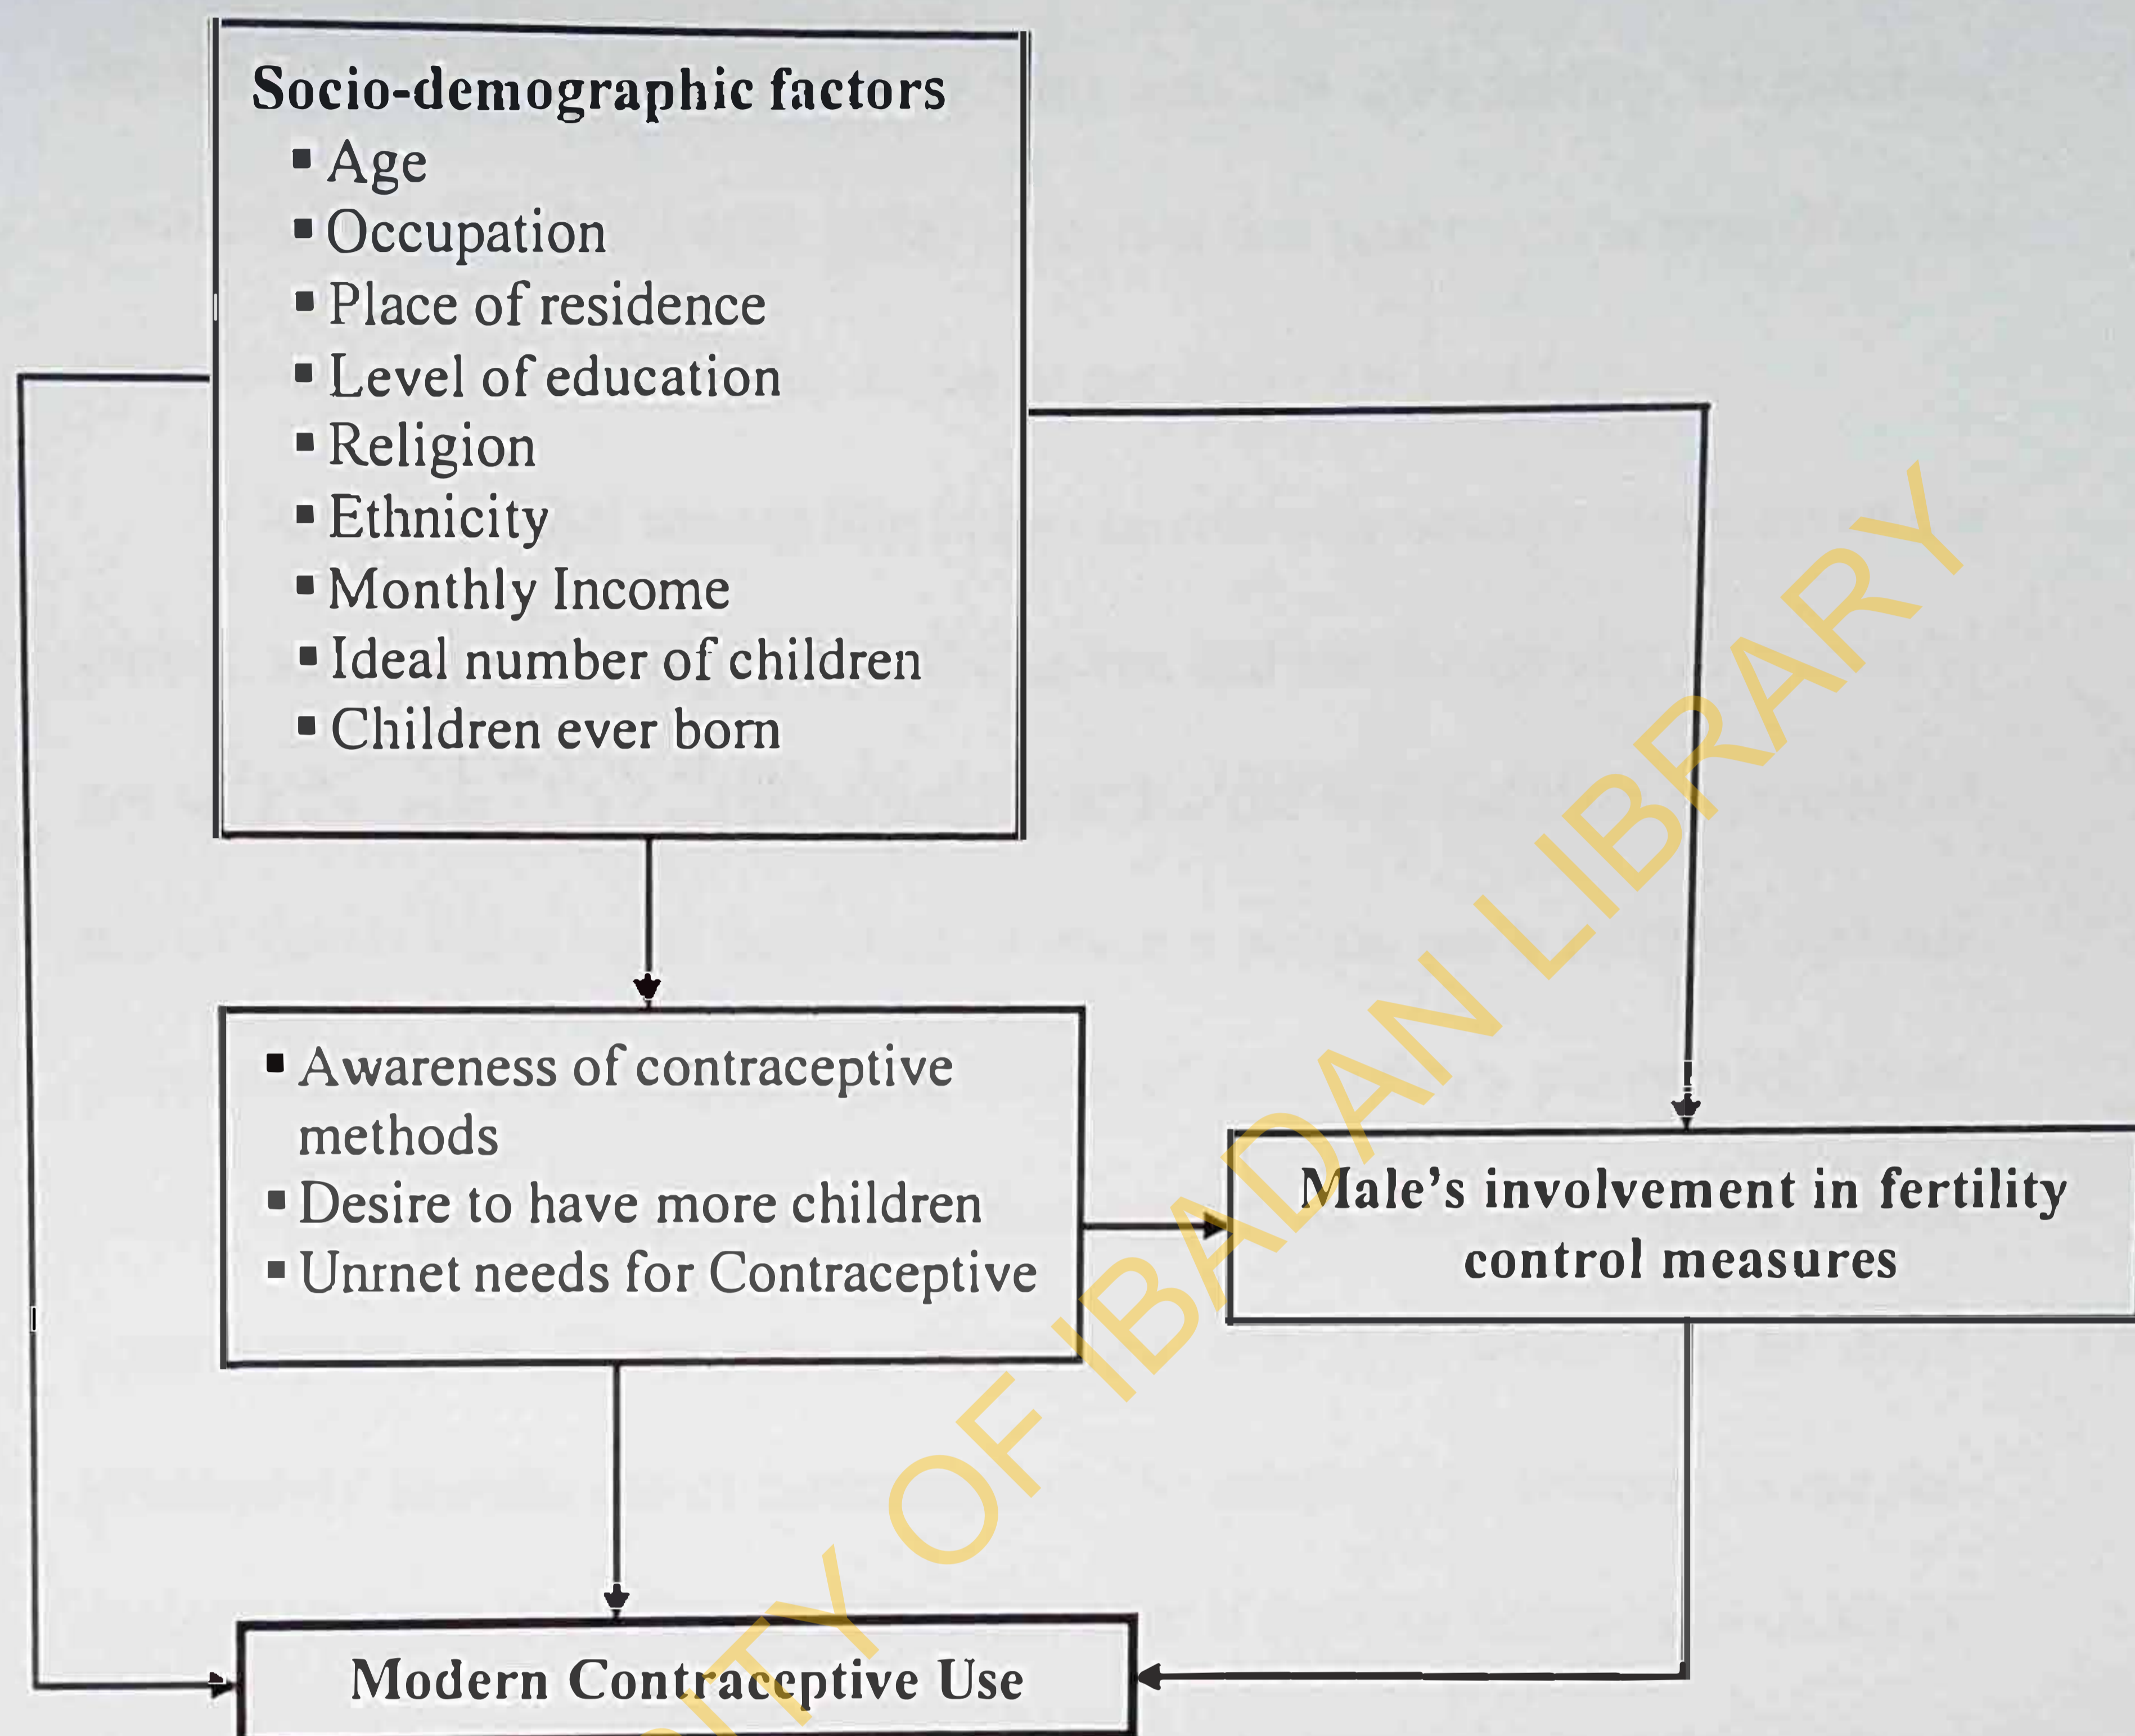 Socio-demographic factors
▪ Age
▪ Occupation
▪ Place of residence
▪ Level of education
▪ Religion
▪ Ethnicity
▪ Monthly Income
▪ Ideal number of children
▪ Children ever born
▪ Awareness of contraceptive
methods
▪ Desire to have more children
▪ Unmet needs for Contraceptive
Male's involvement in fertility
control measures
Modern Contraceptive Use
ITY OF IBADAN LIBRARY